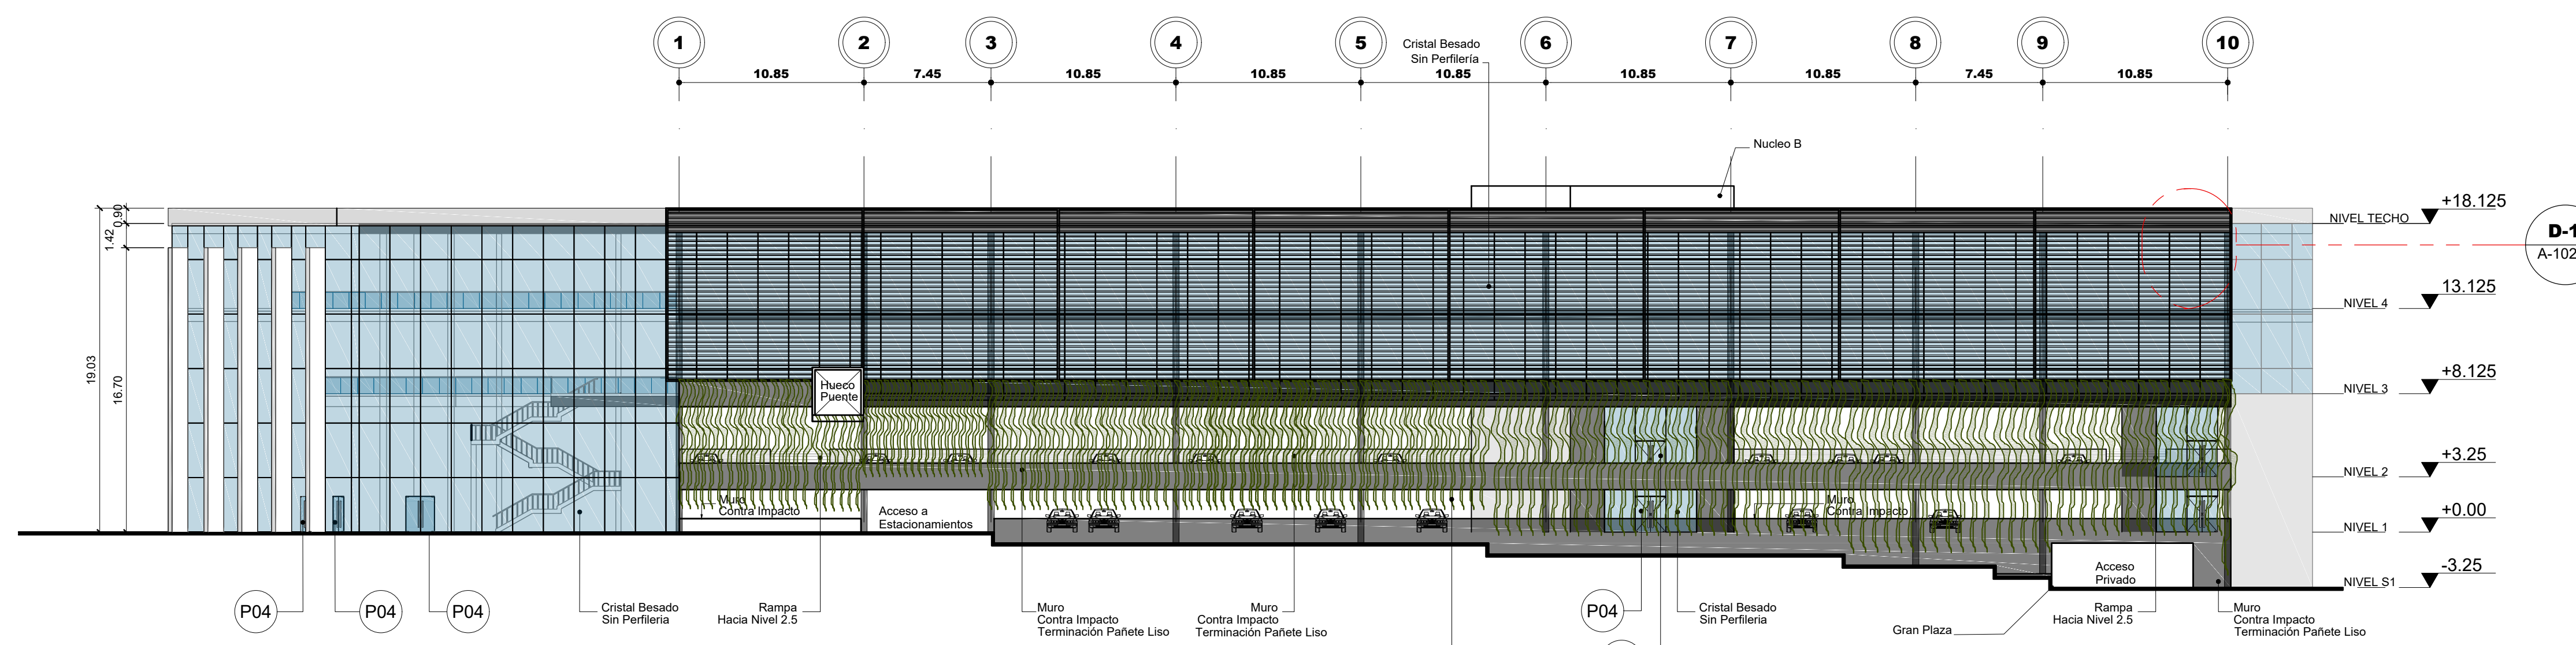 1 2 3 4 5 6 7 8 9 10
Cristal Besado
Sin Perfilería
10.85 7.45 10.85 10.85 10.85 10.85 10.85 7.45 10.85
Nucleo B
0.90
1.42
19.03
16.70
NIVEL TECHO +18.125
D-1
A-102
NIVEL 4 13.125
NIVEL 3 +8.125
NIVEL 2 +3.25
NIVEL 1 +0.00
NIVEL S1 -3.25
Hueco
Puente
Muro
Contra Impacto
Acceso a
Estacionamientos
Muro
Contra Impacto
Acceso
Privado
P04
P04
P04
Cristal Besado
Sin Perfileria
Rampa
Hacia Nivel 2.5
Muro
Contra Impacto
Terminación Pañete Liso
Muro
Contra Impacto
Terminación Pañete Liso
P04
Cristal Besado
Sin Perfileria
Gran Plaza
Rampa
Hacia Nivel 2.5
Muro
Contra Impacto
Terminación Pañete Liso